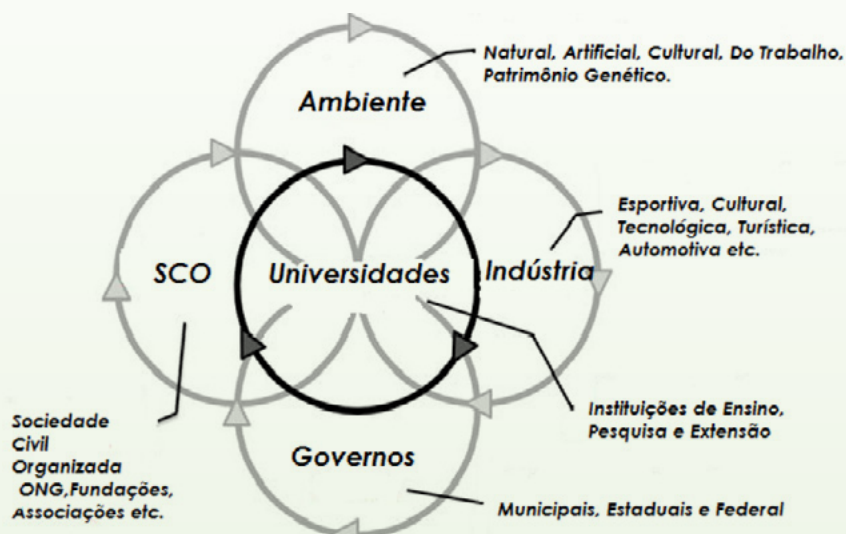 Natural, Artificial, Cultural, Do Trabalho,
Patrimônio Genético.
Ambiente
Esportiva, Cultural,
Tecnológica, Turística,
Automotiva etc.
SCO
Universidades
Indústria
Instituições de Ensino,
Pesquisa e Extensão
Sociedade
Civil
Organizada
ONG,Fundações,
Associações etc.
Governos
Municipais, Estaduais e Federal